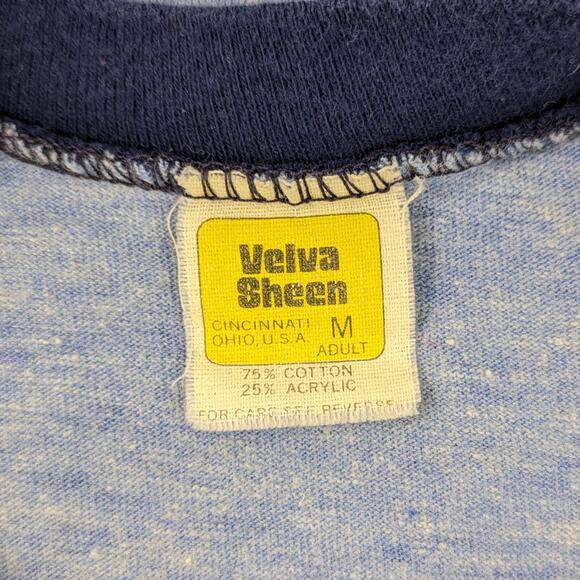 Velva
Sheen
CINCINNATI
OHIO, U.S.A.
M
ADULT
75% COTTON
25% ACRYLIC
FOR CARE SEE REVERSE